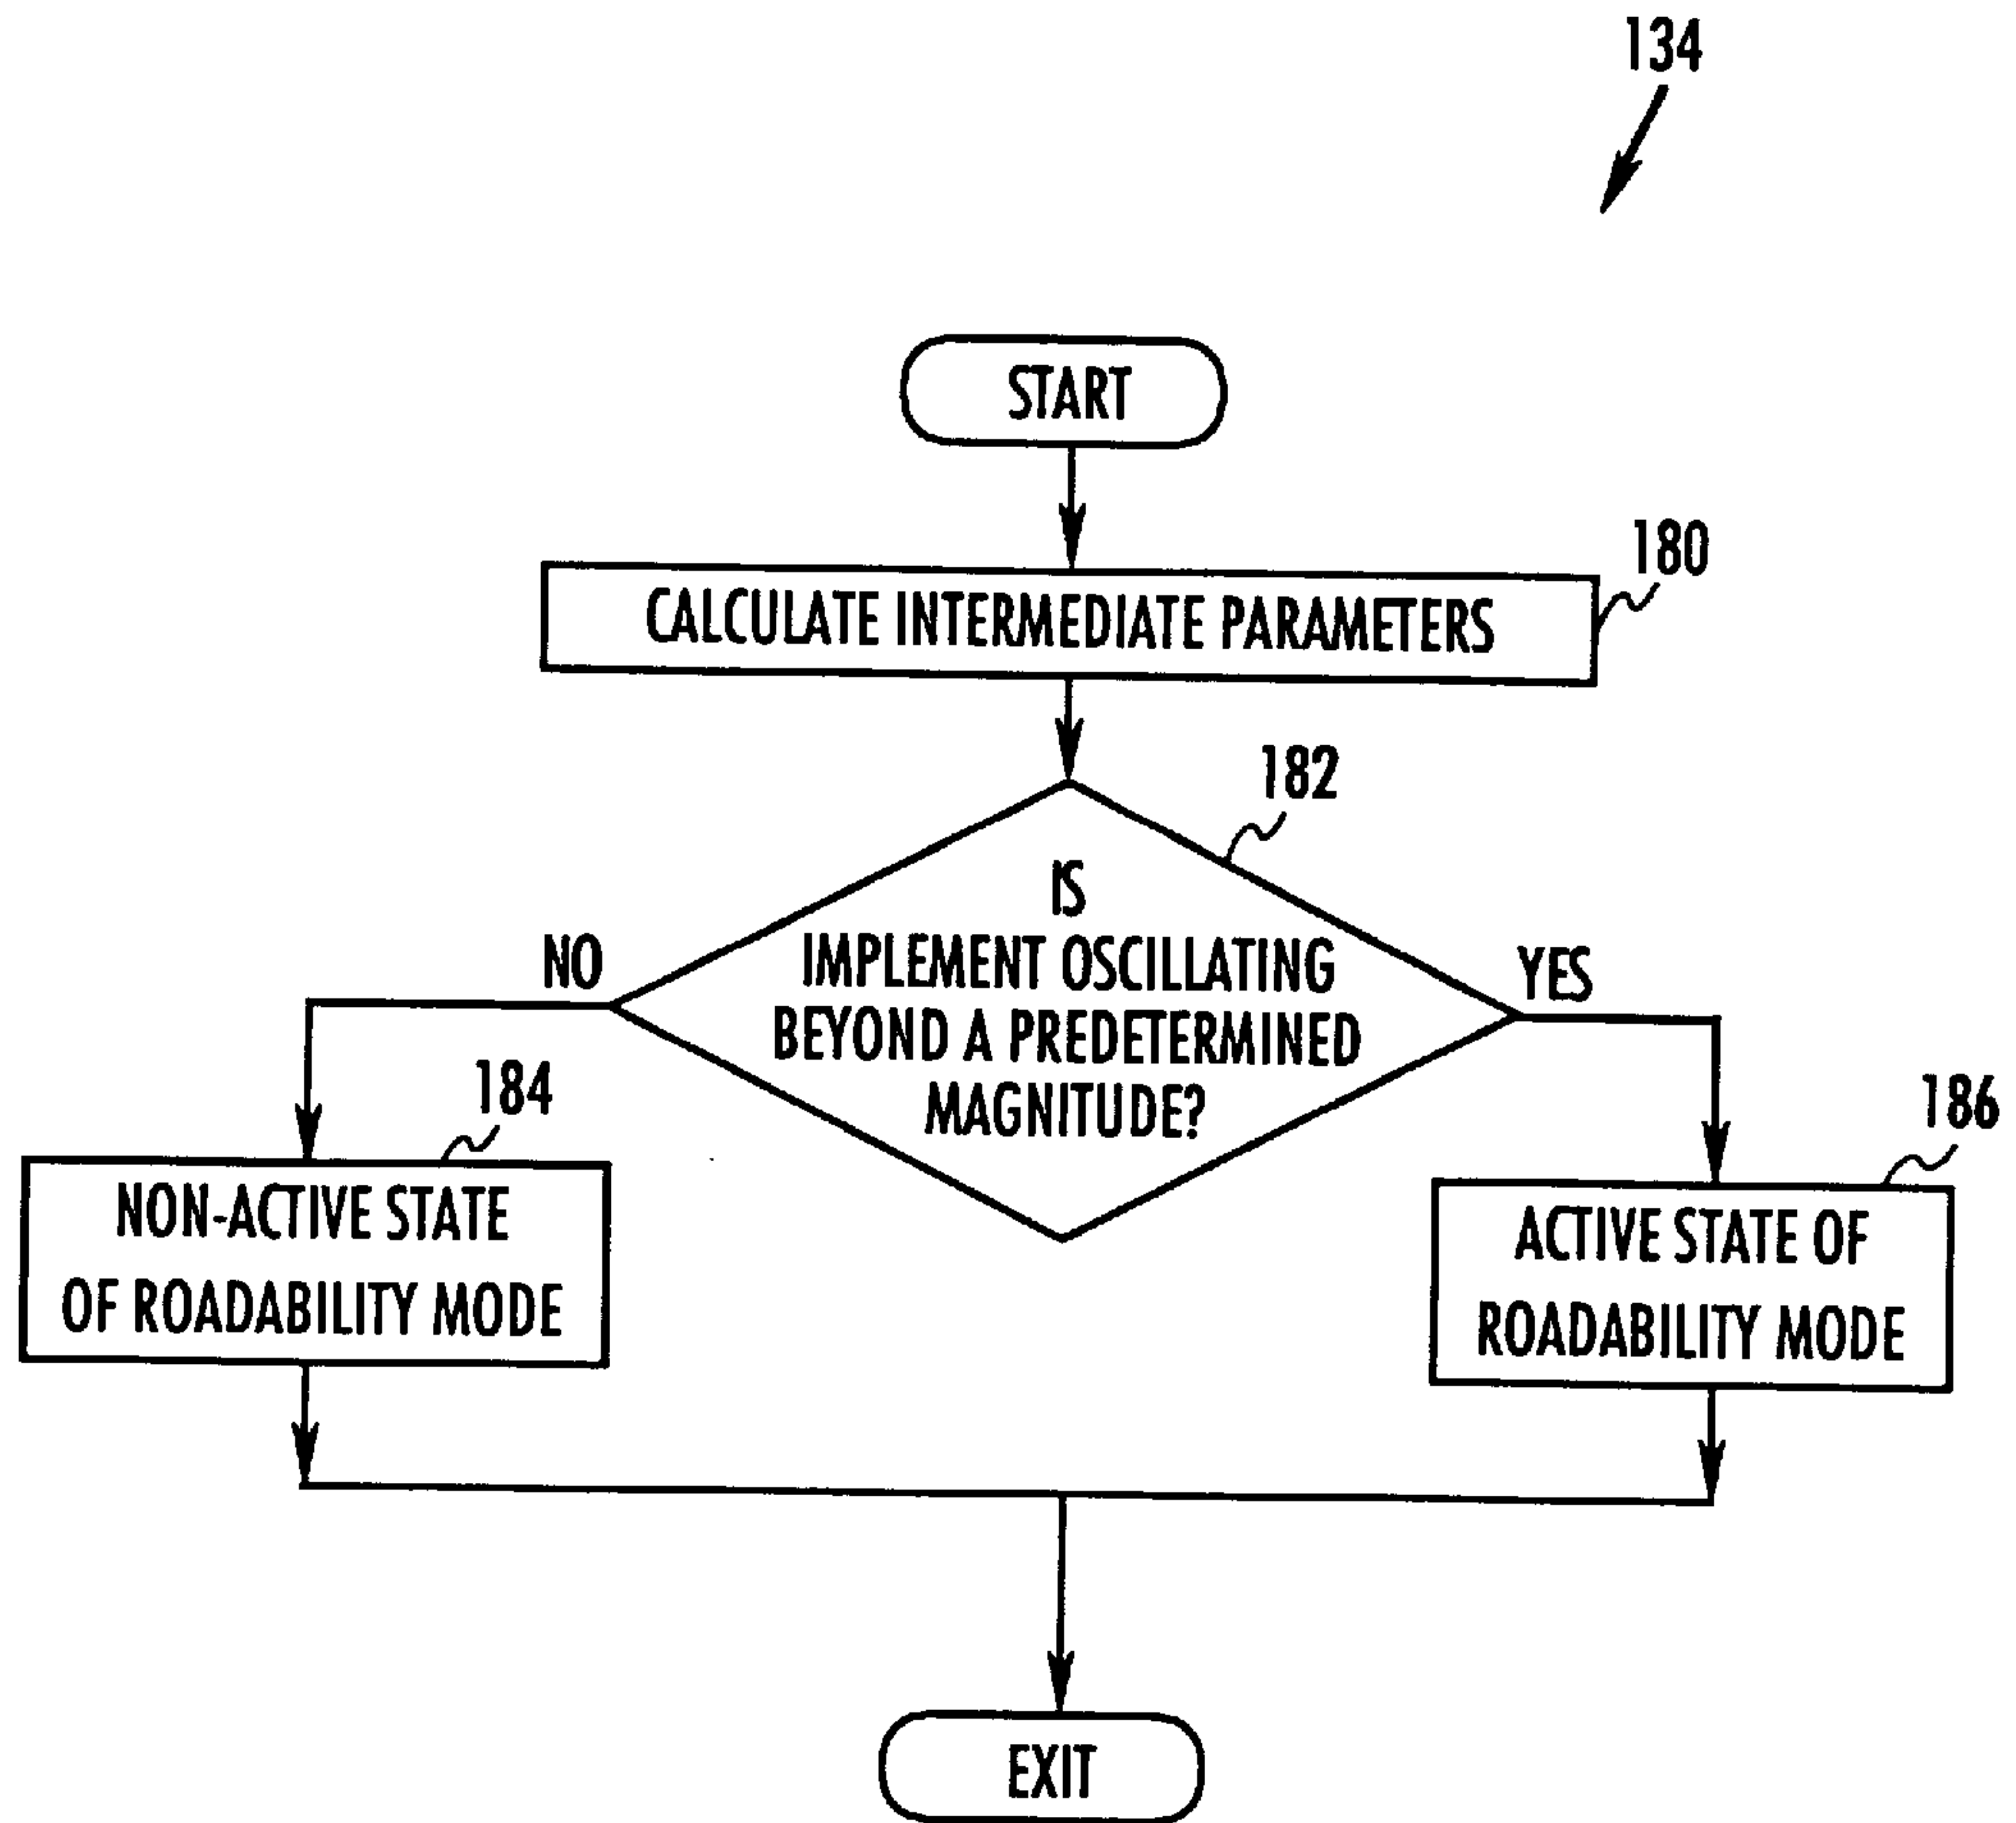 134
START
180
CALCULATE INTERMEDIATE PARAMETERS
182
IS
IMPLEMENT OSCILLATING
BEYOND A PREDETERMINED
MAGNITUDE?
NO
YES
184
NON-ACTIVE STATE
OF ROADABILITY MODE
186
ACTIVE STATE OF
ROADABILITY MODE
EXIT